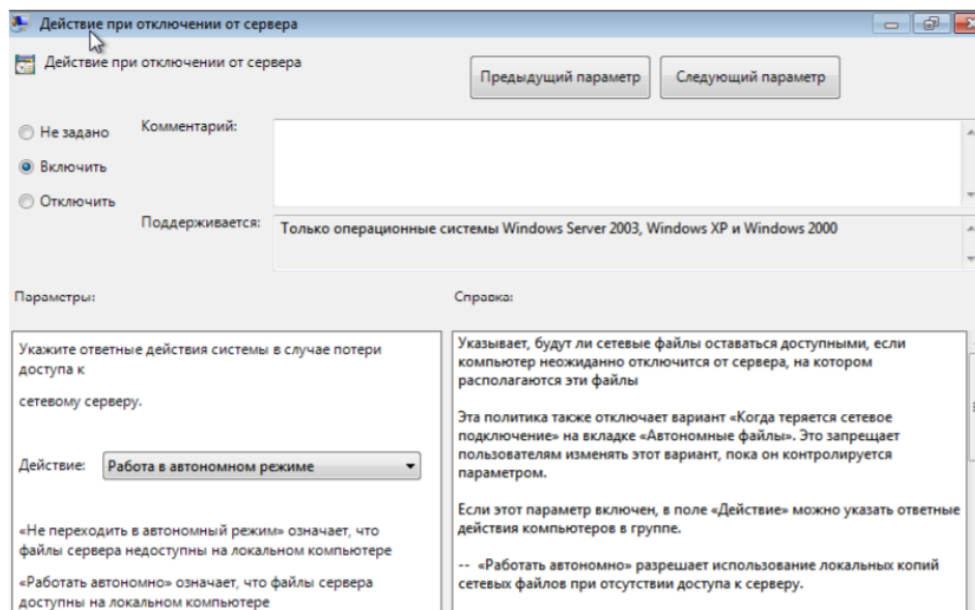 Действие при отключении от сервера
Действие при отключении от сервера
Предыдущий параметр
Следующий параметр
Не задано
Комментарий:
Включить
Отключить
Поддерживается:
Только операционные системы Windows Server 2003, Windows XP и Windows 2000
Параметры:
Справка:
Укажите ответные действия системы в случае потери
доступа к
сетевому серверу.
Действие:
Работа в автономном режиме
«Не переходить в автономный режим» означает, что
файлы сервера недоступны на локальном компьютере
«Работать автономно» означает, что файлы сервера
доступны на локальном компьютере
Указывает, будут ли сетевые файлы оставаться доступными, если
компьютер неожиданно отключится от сервера, на котором
располагаются эти файлы
Эта политика также отключает вариант «Когда теряется сетевое
подключение» на вкладке «Автономные файлы». Это запрещает
пользователям изменять этот вариант, пока он контролируется
параметром.
Если этот параметр включен, в поле «Действие» можно указать ответные
действия компьютеров в группе.
-- «Работать автономно» разрешает использование локальных копий
сетевых файлов при отсутствии доступа к серверу.